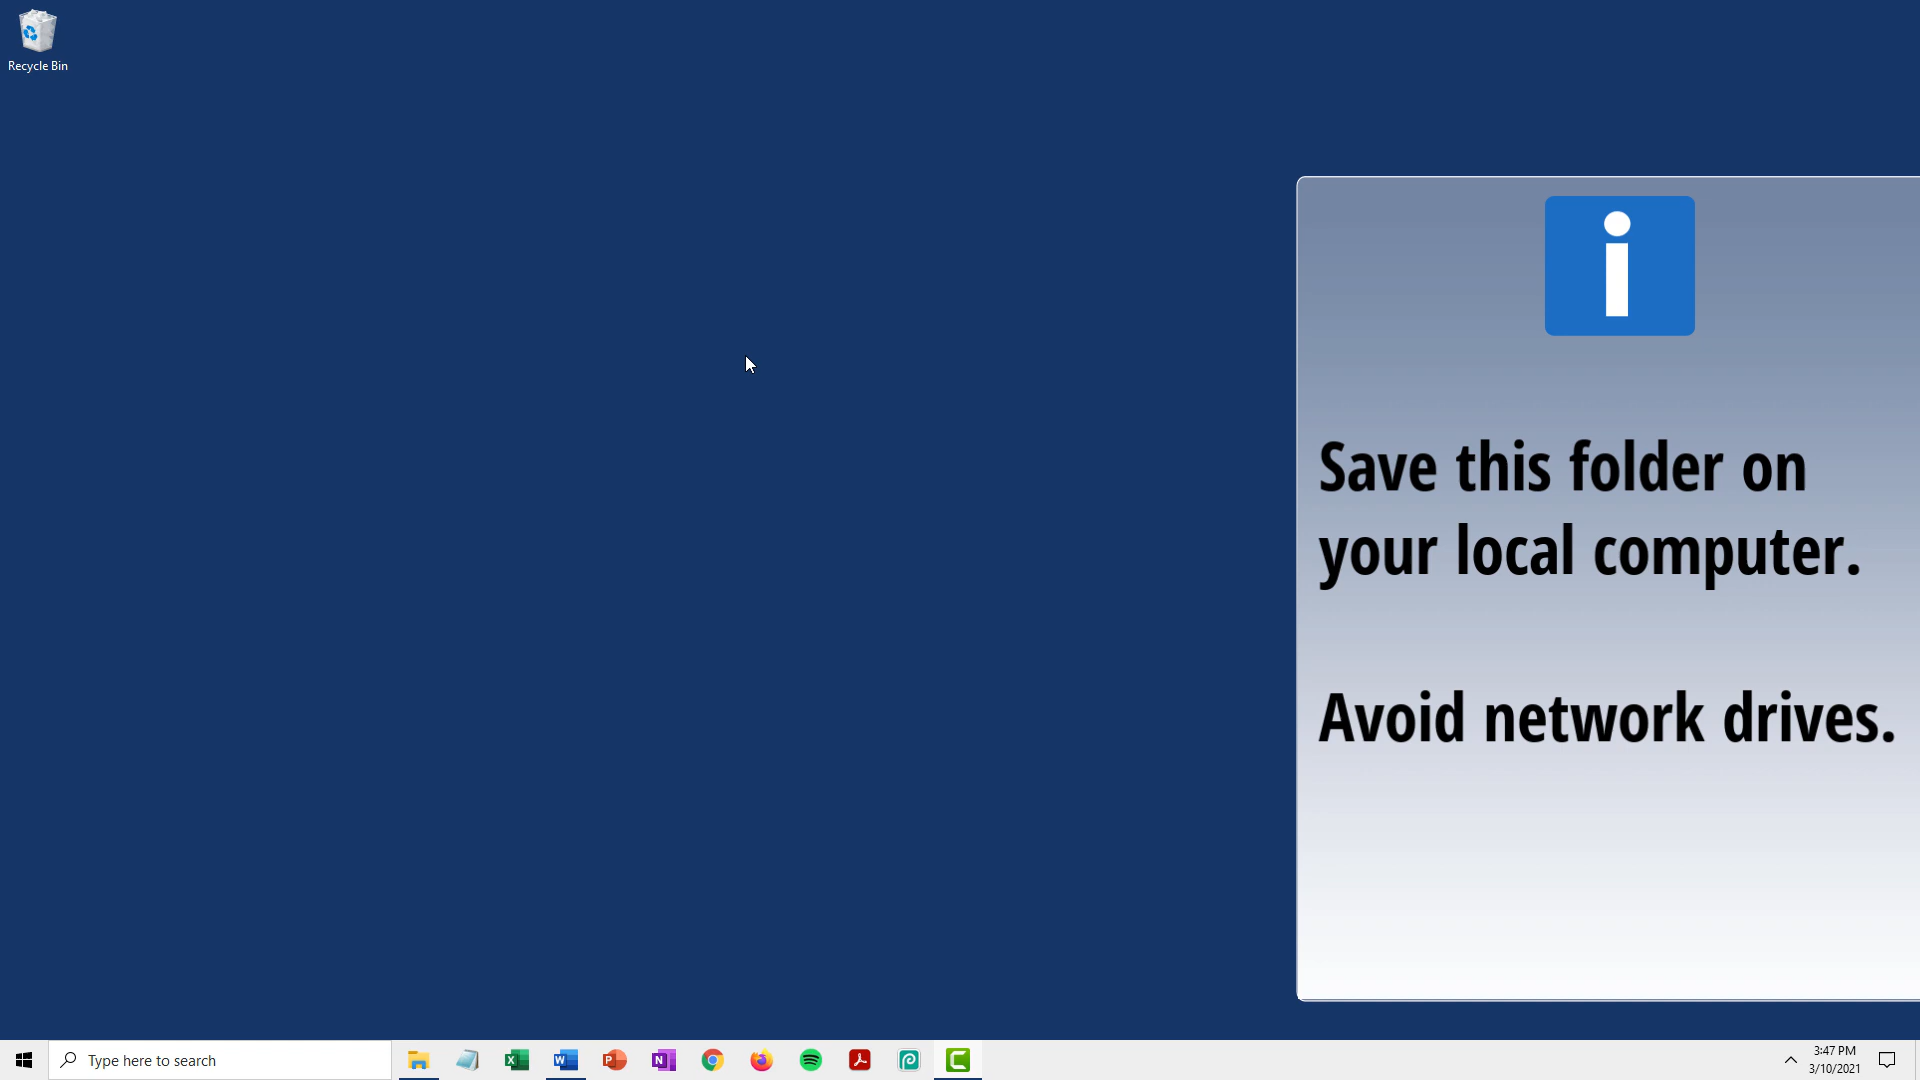 Recycle Bin
i
Save this folder on
your local computer.
Avoid network drives.
Type here to search
3:47 PM
3/10/2021